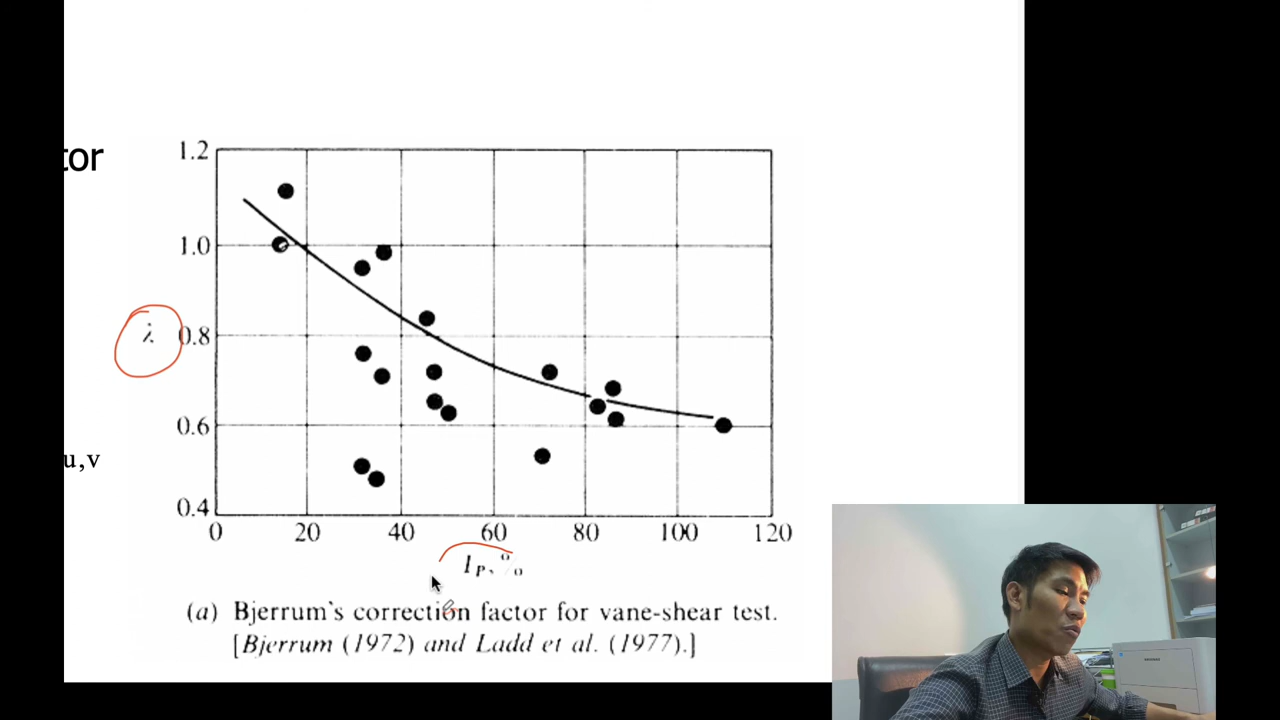 tor
1.2
1.0
λ
0.8
0.6
u,v
0.4
0 20 40 60 80 100 120
I_P, %
(a) Bjerrum's correction factor for vane-shear test.
[Bjerrum (1972) and Ladd et al. (1977).]